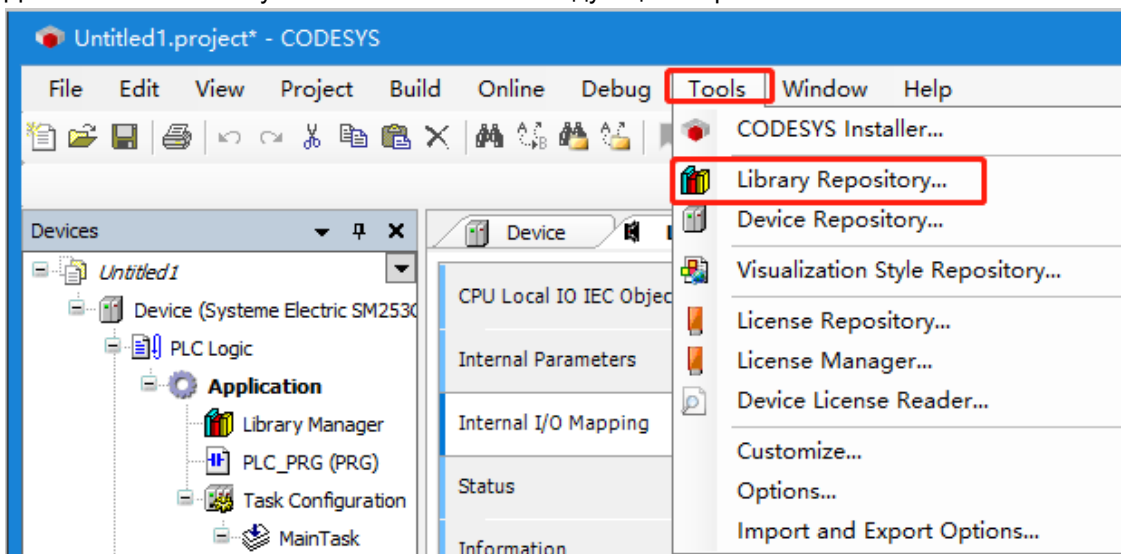 Untitled1.project* - CODESYS
File Edit View Project Build Online Debug Tools Window Help
CODESYS Installer...
Library Repository...
Device Repository...
Visualization Style Repository...
License Repository...
License Manager...
Device License Reader...
Customize...
Options...
Import and Export Options...
Devices
Untitled1
Device (Systeme Electric SM253
PLC Logic
Application
Library Manager
PLC_PRG (PRG)
Task Configuration
MainTask
Device
CPU Local IO IEC Objec
Internal Parameters
Internal I/O Mapping
Status
Information